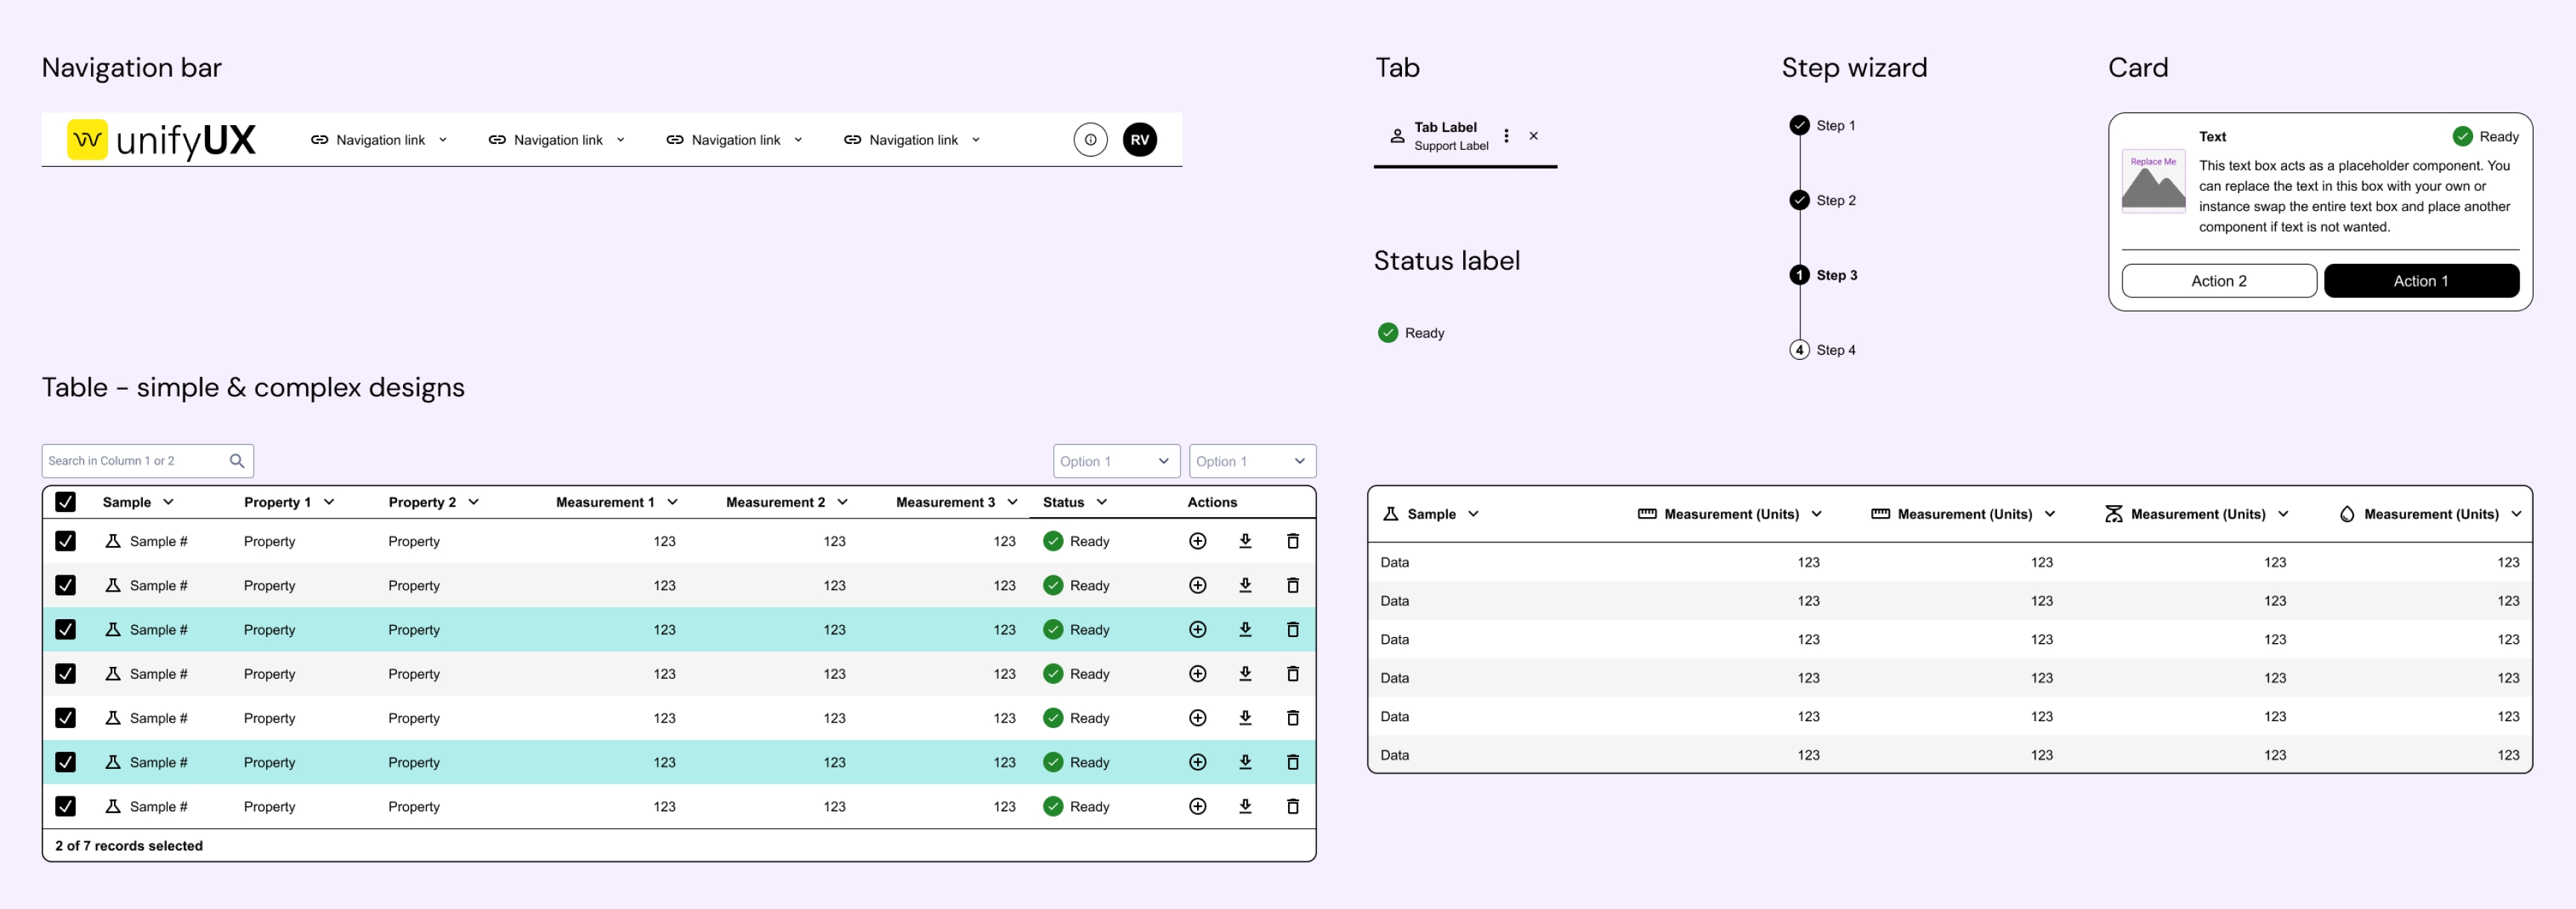 Navigation bar
unifyUX
Navigation link
Navigation link
Navigation link
Navigation link
RV
Tab
Tab Label
Support Label
Status label
Ready
Step wizard
Step 1
Step 2
1 Step 3
4 Step 4
Card
Text
Ready
Replace Me
This text box acts as a placeholder component. You
can replace the text in this box with your own or
instance swap the entire text box and place another
component if text is not wanted.
Action 2
Action 1
Table - simple & complex designs
Search in Column 1 or 2
Option 1
Option 1
Sample Property 1 Property 2 Measurement 1 Measurement 2 Measurement 3 Status Actions
Sample # Property Property 123 123 123 Ready
Sample # Property Property 123 123 123 Ready
Sample # Property Property 123 123 123 Ready
Sample # Property Property 123 123 123 Ready
Sample # Property Property 123 123 123 Ready
Sample # Property Property 123 123 123 Ready
Sample # Property Property 123 123 123 Ready
2 of 7 records selected
Sample Measurement (Units) Measurement (Units) Measurement (Units) Measurement (Units)
Data 123 123 123 123
Data 123 123 123 123
Data 123 123 123 123
Data 123 123 123 123
Data 123 123 123 123
Data 123 123 123 123